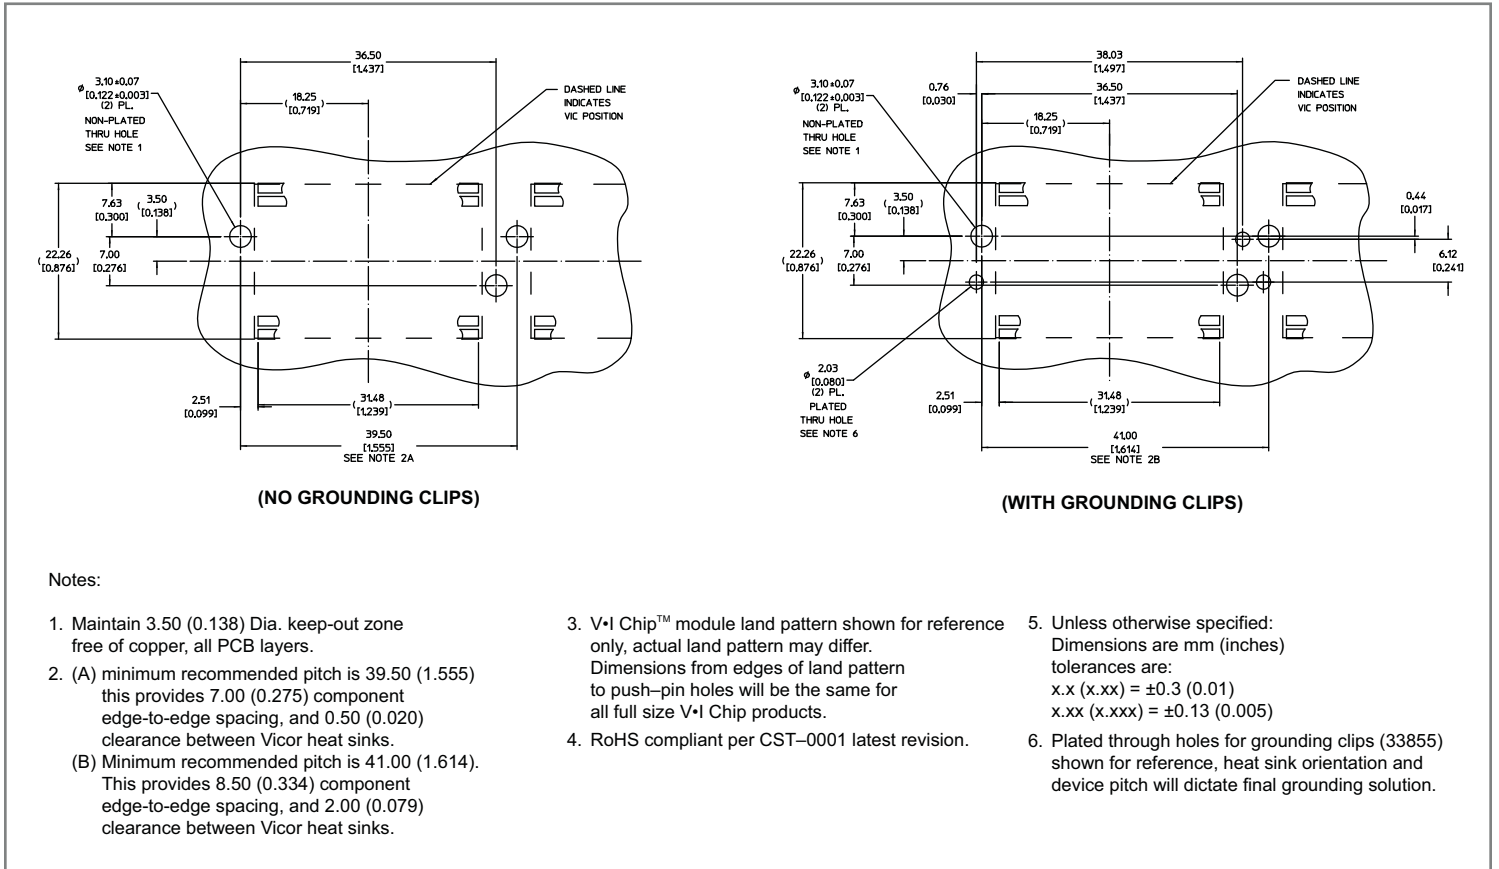 36.50
[1.437]
⌀ 3.10±0.07
[0.122±0.003]
(2) PL.
NON-PLATED
THRU HOLE
SEE NOTE 1
(18.25
[0.719])
DASHED LINE
INDICATES
VIC POSITION
7.63
[0.300]
(3.50
[0.138])
(22.26
[0.876])
7.00
[0.276]
2.51
[0.099]
(31.48
[1.239])
39.50
[1.555]
SEE NOTE 2A
(NO GROUNDING CLIPS)
38.03
[1.497]
⌀ 3.10±0.07
[0.122±0.003]
(2) PL.
NON-PLATED
THRU HOLE
SEE NOTE 1
0.76
[0.030]
36.50
[1.437]
(18.25
[0.719])
DASHED LINE
INDICATES
VIC POSITION
7.63
[0.300]
(3.50
[0.138])
0.44
[0.017]
(22.26
[0.876])
7.00
[0.276]
6.12
[0.241]
⌀ 2.03
[0.080]
(2) PL.
PLATED
THRU HOLE
SEE NOTE 6
2.51
[0.099]
(31.48
[1.239])
41.00
[1.614]
SEE NOTE 2B
(WITH GROUNDING CLIPS)
Notes:
1. Maintain 3.50 (0.138) Dia. keep-out zone
free of copper, all PCB layers.
2. (A) minimum recommended pitch is 39.50 (1.555)
this provides 7.00 (0.275) component
edge-to-edge spacing, and 0.50 (0.020)
clearance between Vicor heat sinks.
(B) Minimum recommended pitch is 41.00 (1.614).
This provides 8.50 (0.334) component
edge-to-edge spacing, and 2.00 (0.079)
clearance between Vicor heat sinks.
3. V•I Chip™ module land pattern shown for reference
only, actual land pattern may differ.
Dimensions from edges of land pattern
to push–pin holes will be the same for
all full size V•I Chip products.
4. RoHS compliant per CST–0001 latest revision.
5. Unless otherwise specified:
Dimensions are mm (inches)
tolerances are:
x.x (x.xx) = ±0.3 (0.01)
x.xx (x.xxx) = ±0.13 (0.005)
6. Plated through holes for grounding clips (33855)
shown for reference, heat sink orientation and
device pitch will dictate final grounding solution.